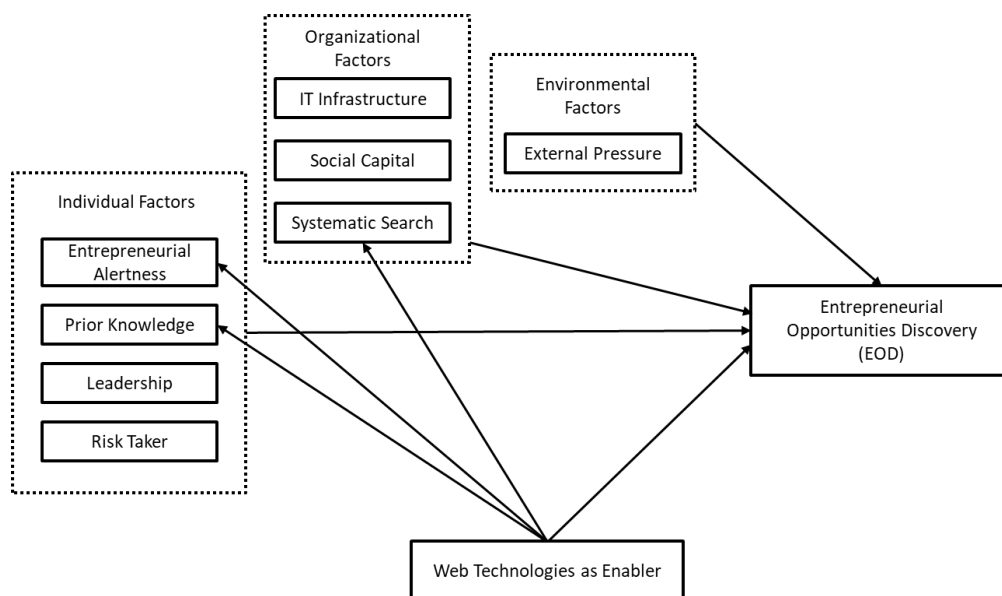 Organizational
Factors
IT Infrastructure
Social Capital
Systematic Search
Environmental
Factors
External Pressure
Individual Factors
Entrepreneurial
Alertness
Prior Knowledge
Leadership
Risk Taker
Entrepreneurial
Opportunities Discovery
(EOD)
Web Technologies as Enabler